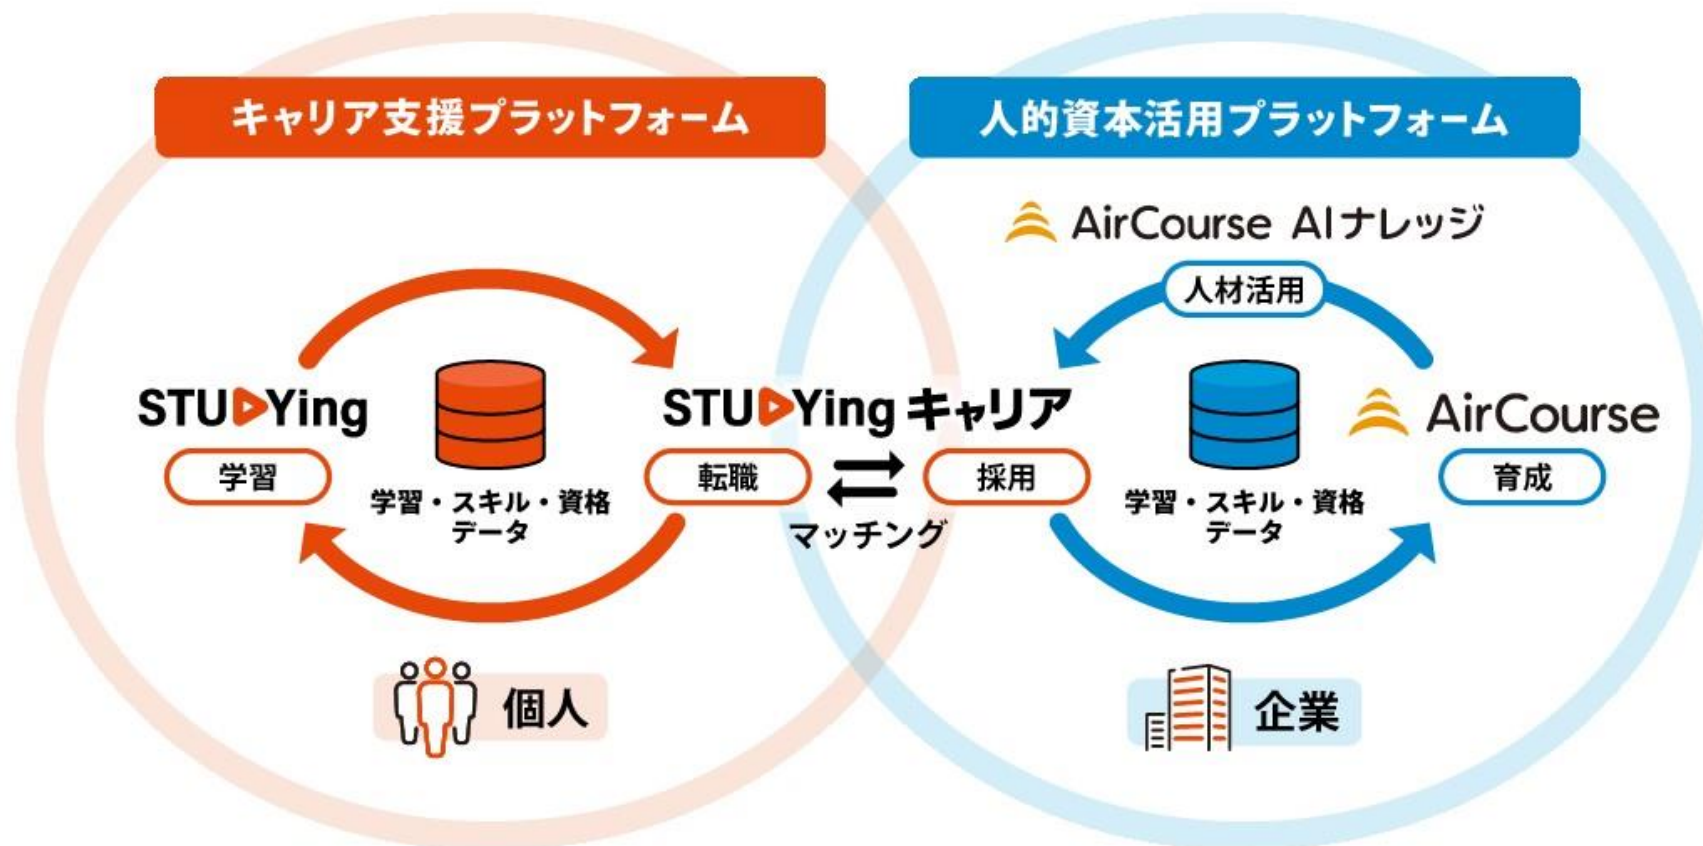 キャリア支援プラットフォーム
人的資本活用プラットフォーム
AirCourse AIナレッジ
人材活用
STUDYing
STUDYing キャリア
AirCourse
学習
転職
採用
育成
学習・スキル・資格
データ
マッチング
学習・スキル・資格
データ
個人
企業